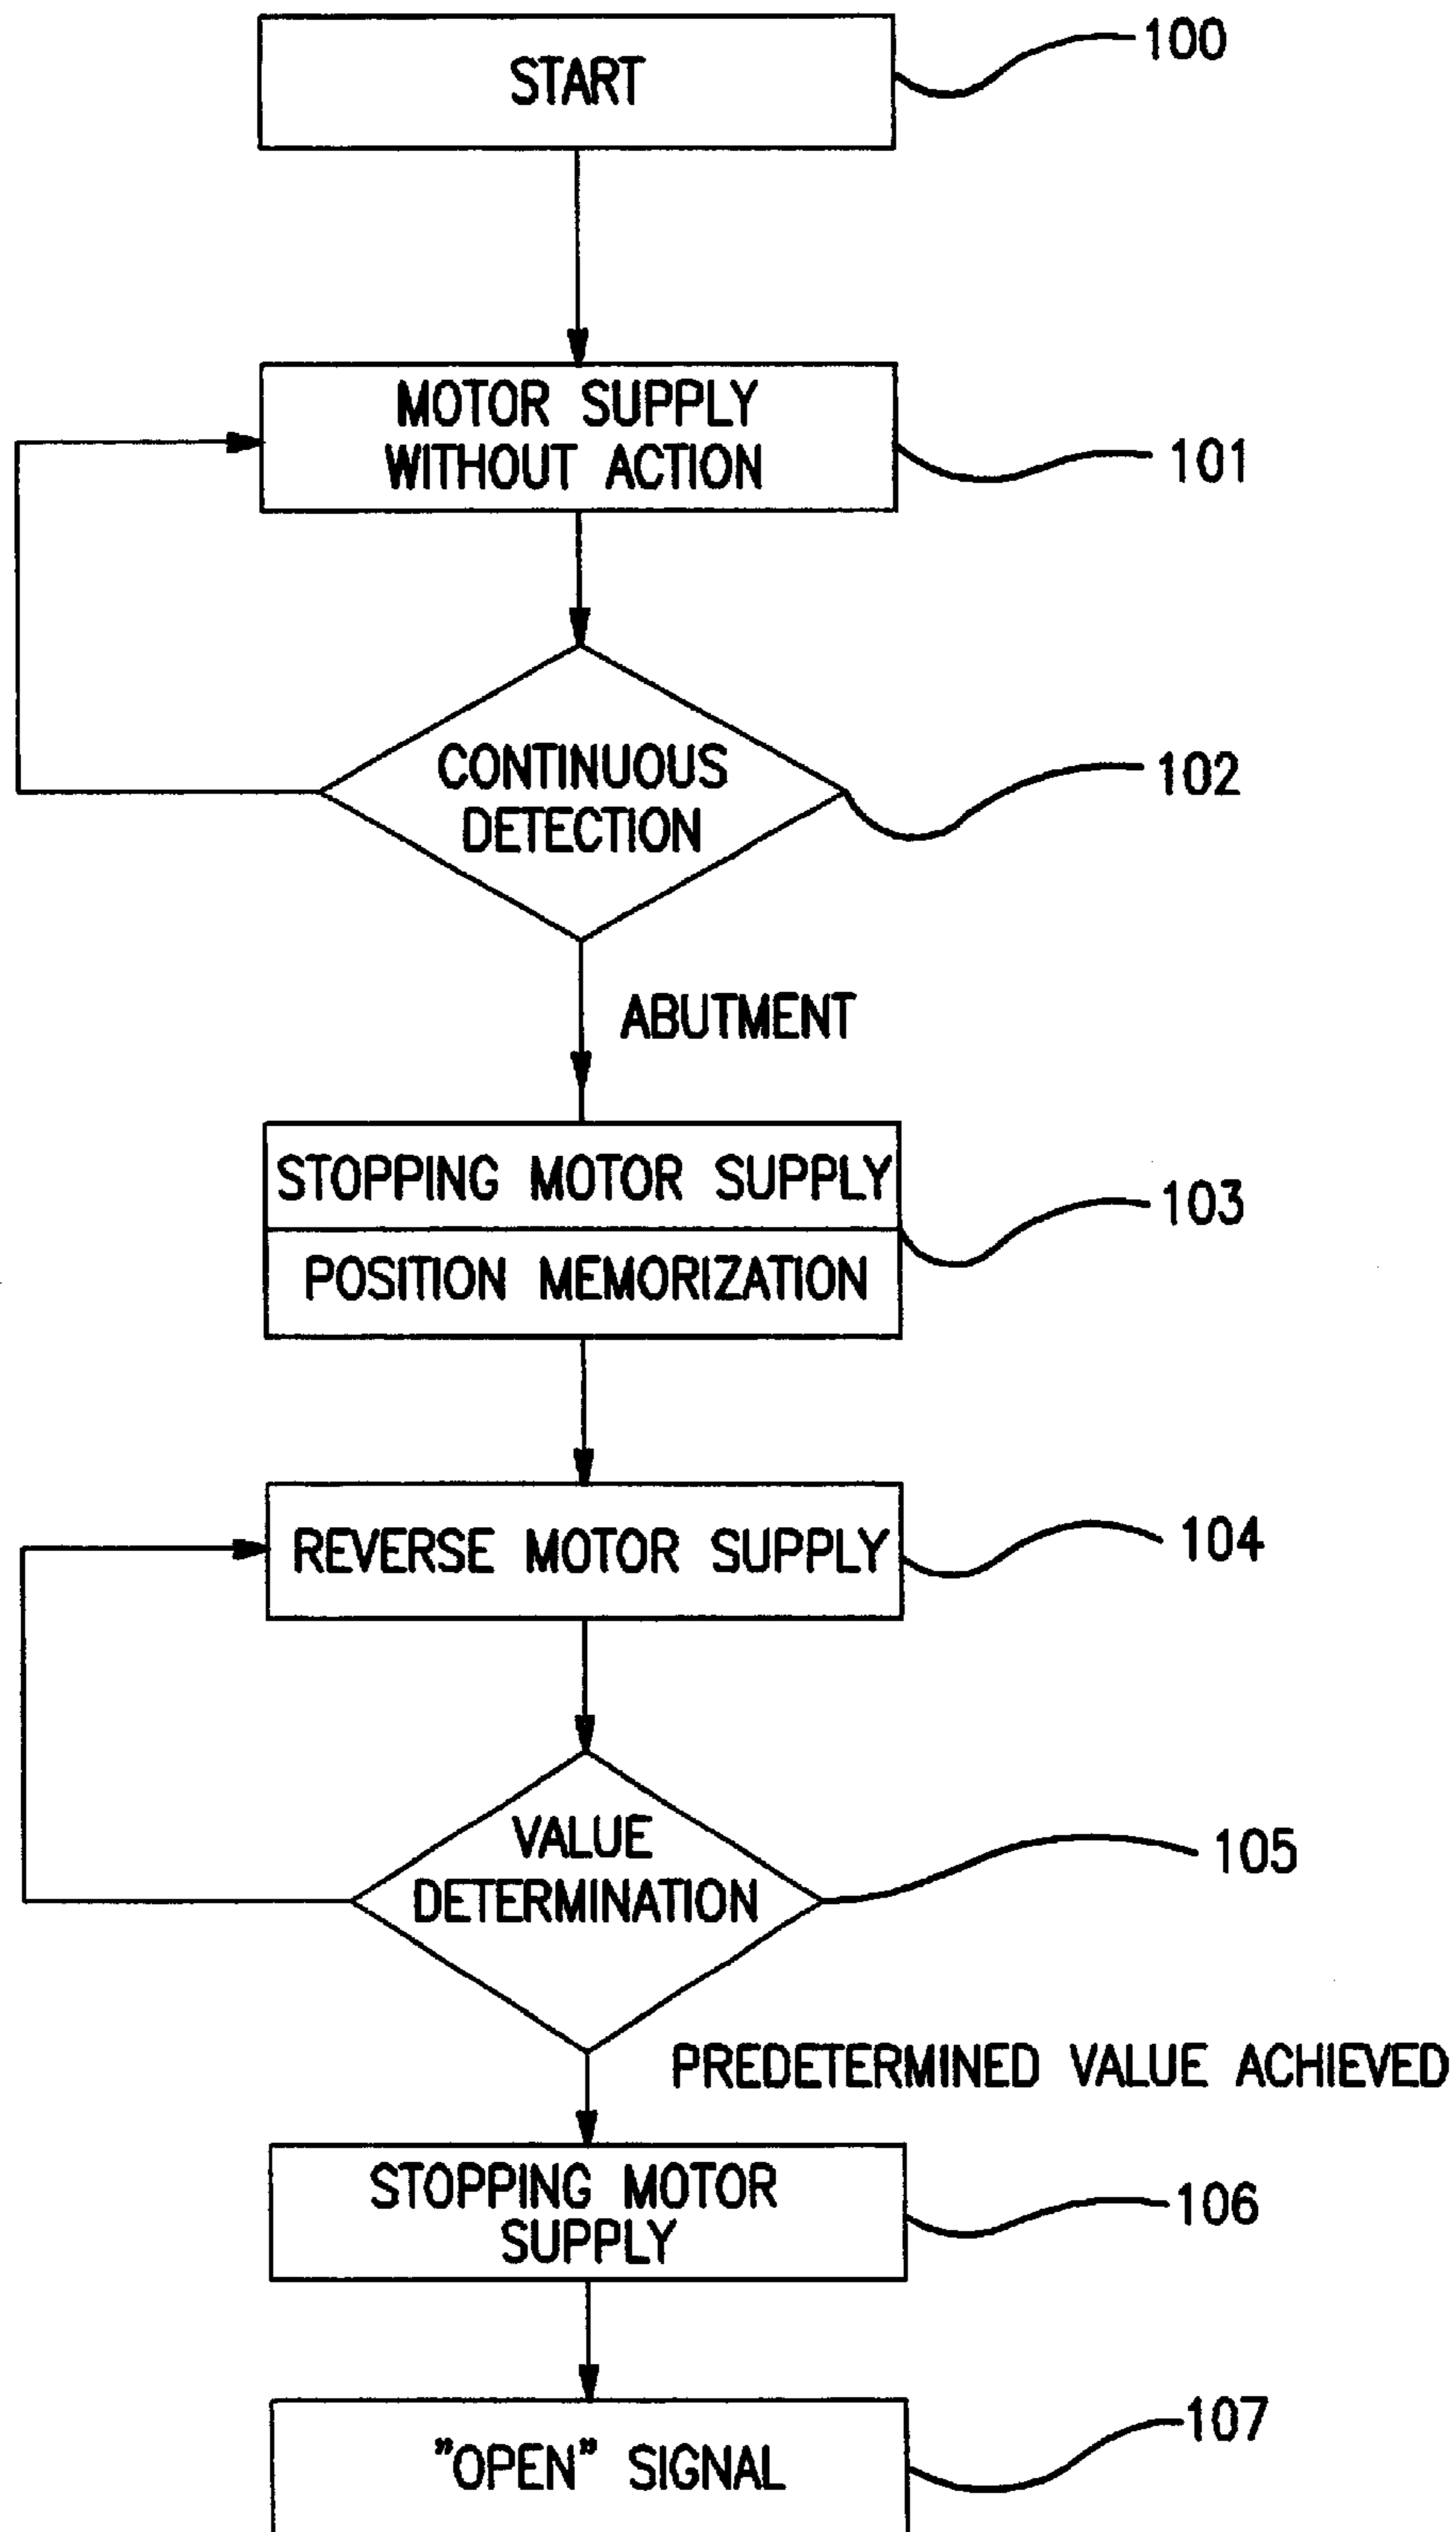 START
100
MOTOR SUPPLY
WITHOUT ACTION
101
CONTINUOUS
DETECTION
102
ABUTMENT
STOPPING MOTOR SUPPLY
POSITION MEMORIZATION
103
REVERSE MOTOR SUPPLY
104
VALUE
DETERMINATION
105
PREDETERMINED VALUE ACHIEVED
STOPPING MOTOR
SUPPLY
106
"OPEN" SIGNAL
107